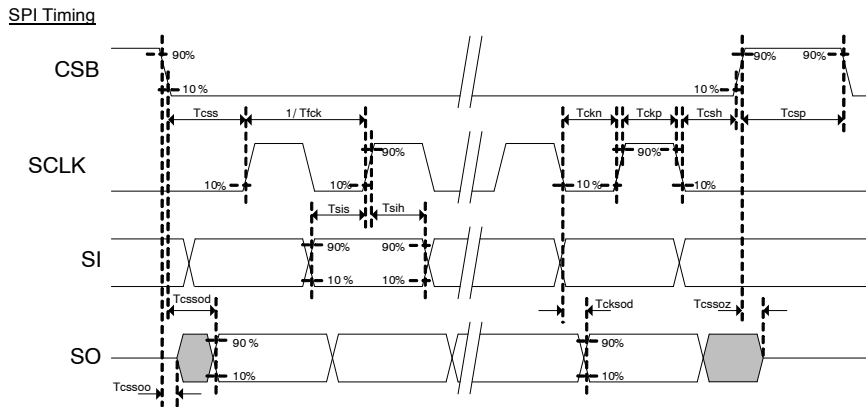 SPI Timing
CSB
90%
10%
10%
90%
90%
Tcss
1/ Tfck
Tckn
Tckp
Tcsh
Tcsp
SCLK
10%
10%
90%
10%
90%
10%
Tsis
Tsih
SI
90%
90%
10%
10%
Tcssod
Tcksod
Tcssoz
SO
90%
10%
90%
10%
Tcssoo